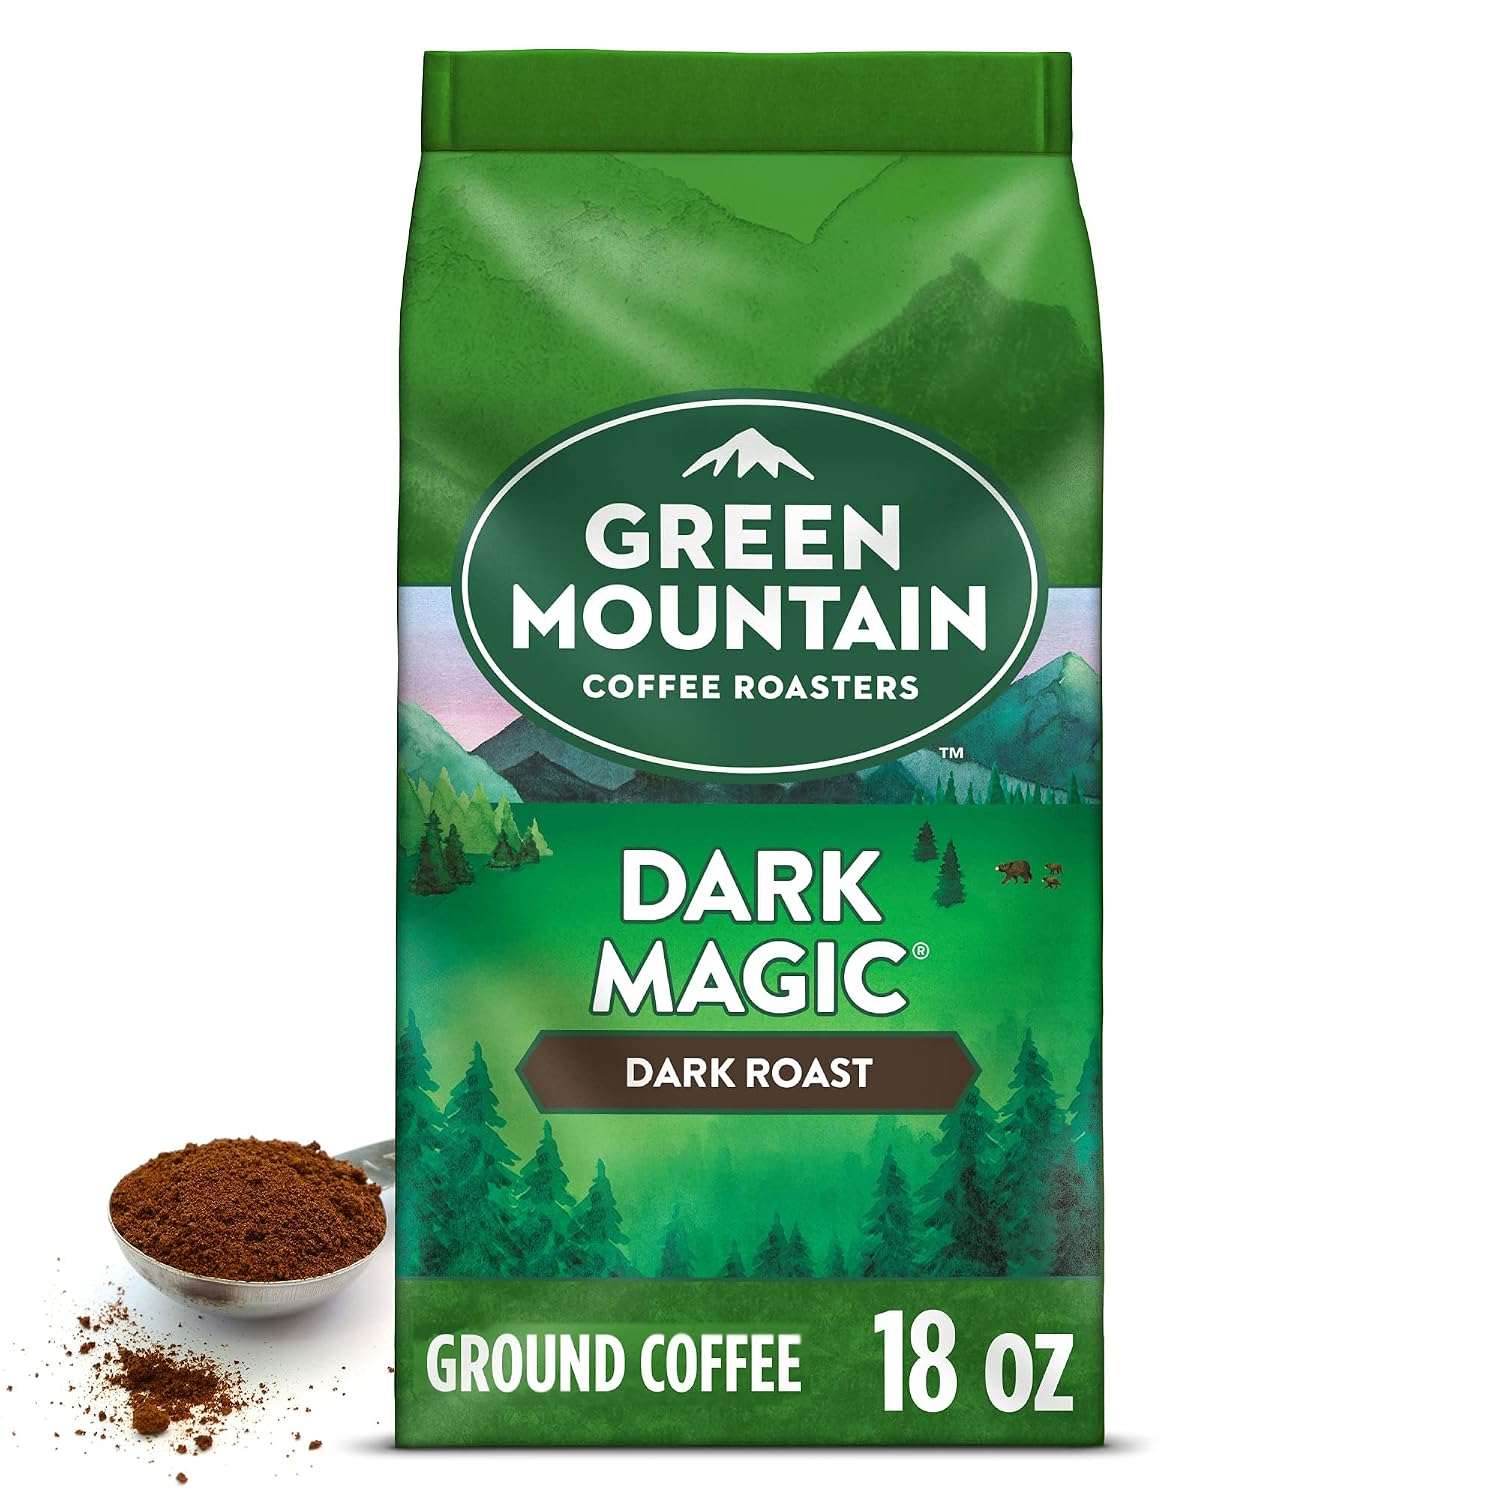 GREEN
MOUNTAIN
COFFEE ROASTERS
™
DARK
MAGIC®
DARK ROAST
GROUND COFFEE 18 OZ